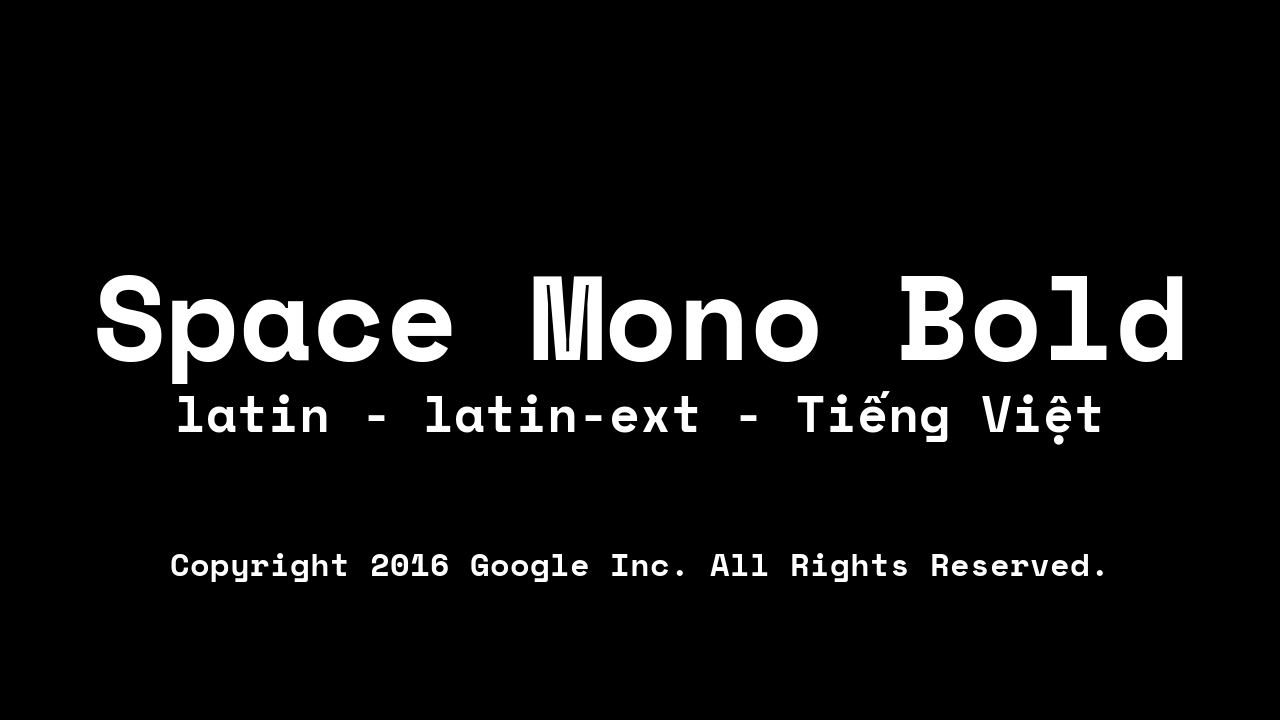 Space Mono Bold
latin - latin-ext - Tiếng Việt
Copyright 2016 Google Inc. All Rights Reserved.